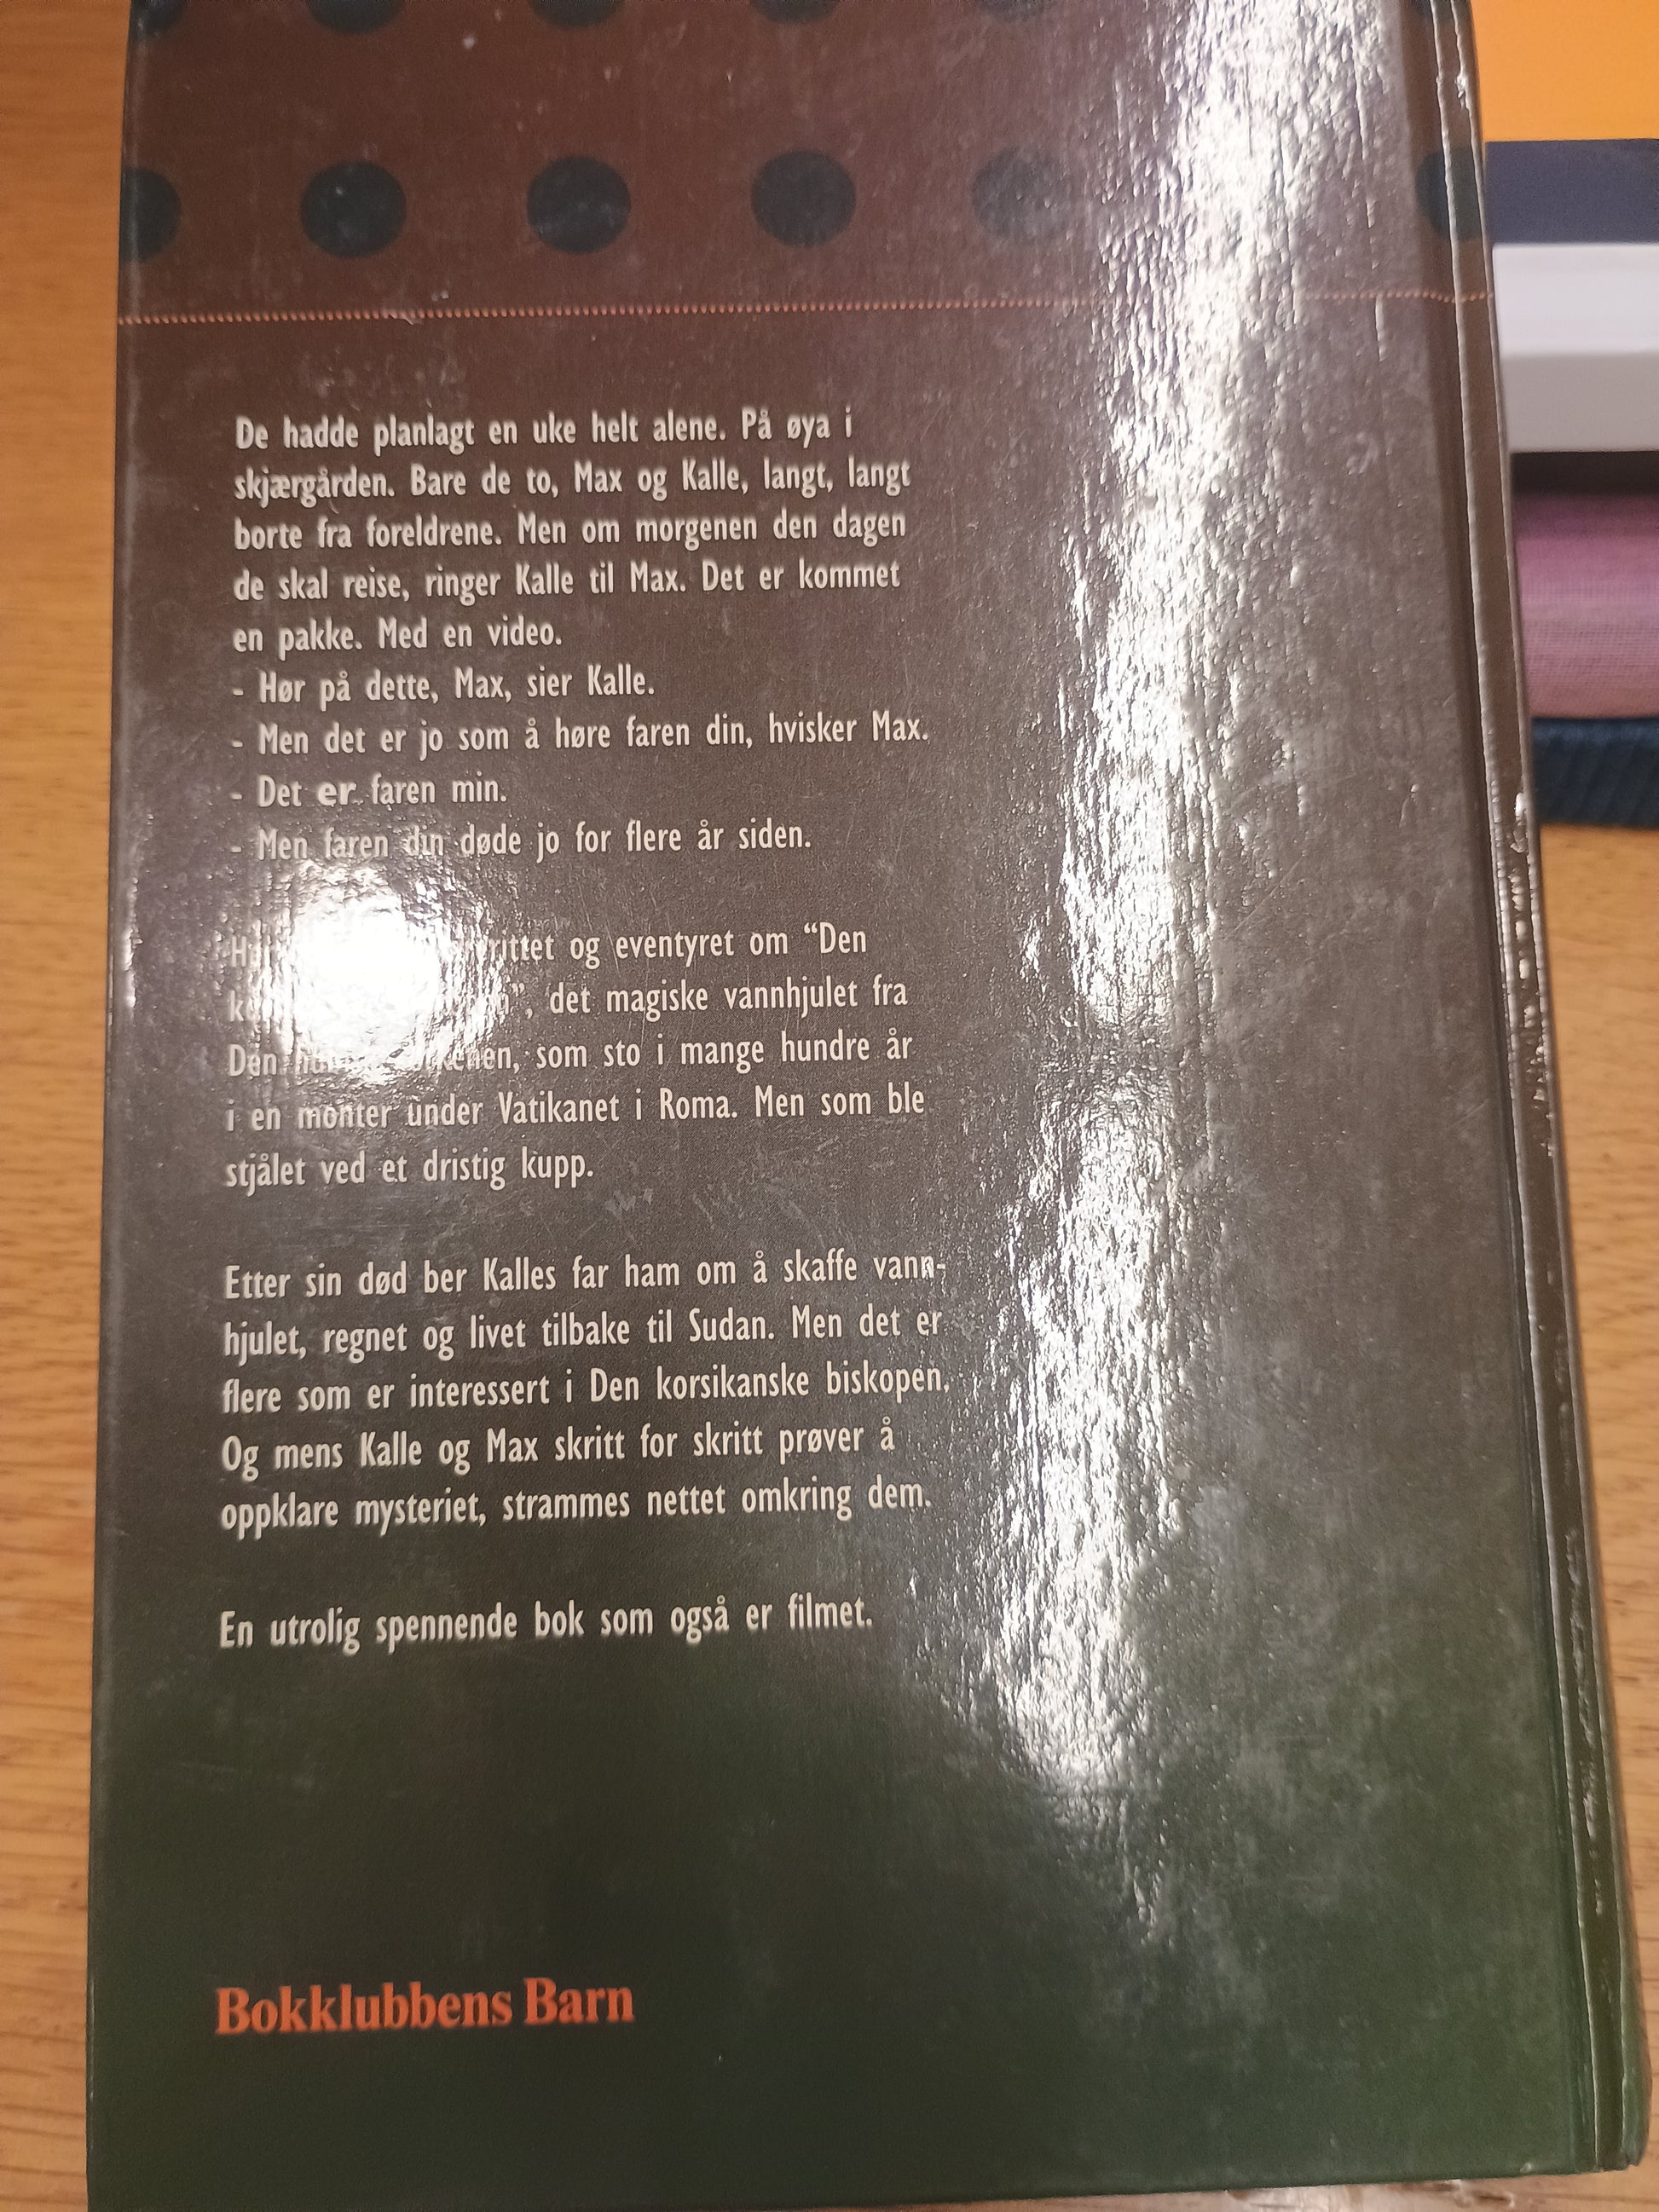 De hadde planlagt en uke helt alene. På øya i
skjærgården. Bare de to, Max og Kalle, langt, langt
borte fra foreldrene. Men om morgenen den dagen
de skal reise, ringer Kalle til Max. Det er kommet
en pakke. Med en video.
- Hør på dette, Max, sier Kalle.
- Men det er jo som å høre faren din, hvisker Max.
- Det er faren min.
- Men faren din døde jo for flere år siden.
og eventyret om “Den
det magiske vannhjulet fra
som sto i mange hundre år
i en monter under Vatikanet i Roma. Men som ble
stjålet ved et dristig kupp.
Etter sin død ber Kalles far ham om å skaffe vann-
hjulet, regnet og livet tilbake til Sudan. Men det er
flere som er interessert i Den korsikanske biskopen.
Og mens Kalle og Max skritt for skritt prøver å
oppklare mysteriet, strammes nettet omkring dem.
En utrolig spennende bok som også er filmet.
Bokklubbens Barn